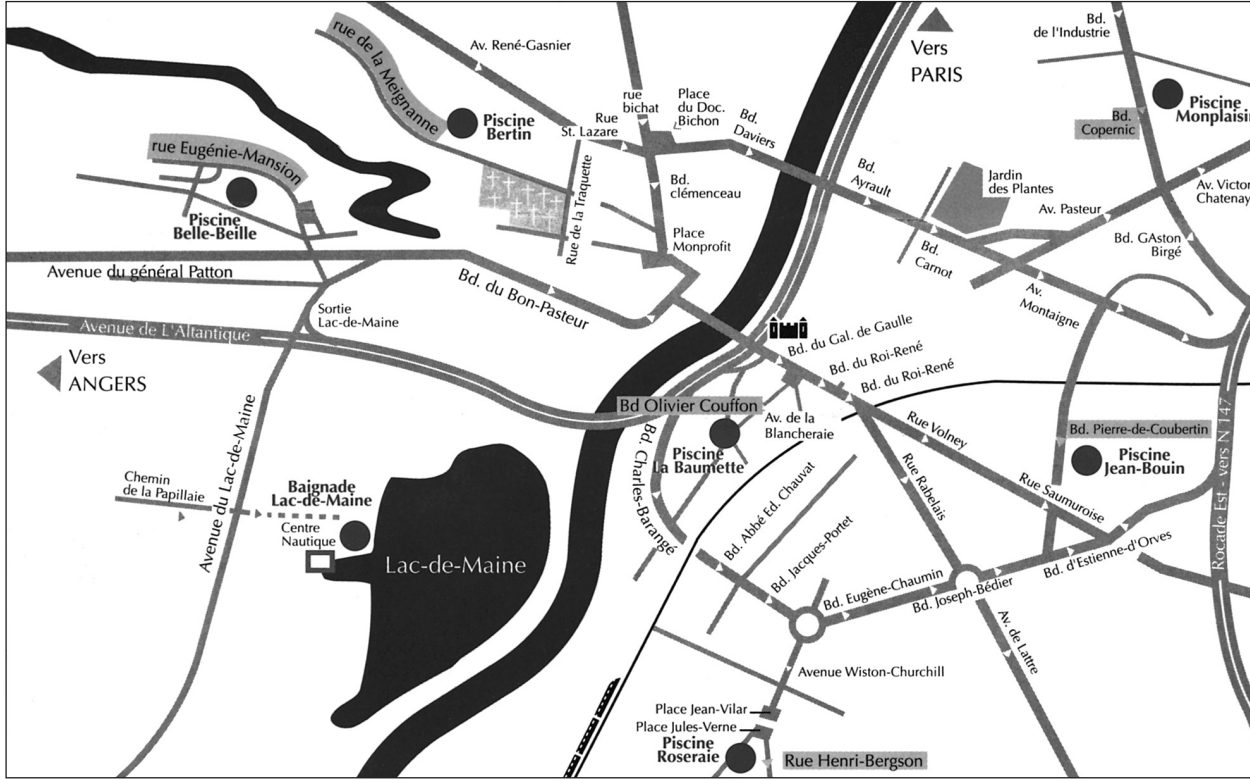 rue de la Meignanne
Av. René-Gasnier
Vers
PARIS
Bd.
de l'Industrie
Piscine
Bertin
rue
bichat
Place
du Doc.
Bichon
Rue
St. Lazare
Bd.
Daviers
Piscine
Monplaisir
Bd.
Copernic
rue Eugénie-Mansion
Piscine
Belle-Beille
Rue de la Traquette
Bd.
clémenceau
Bd.
Ayrault
Jardin
des Plantes
Av. Pasteur
Av. Victor
Chatenay
Place
Monprofit
Bd.
Carnot
Bd. GAston
Birgé
Avenue du général Patton
Bd. du Bon-Pasteur
Av.
Montaigne
Sortie
Lac-de-Maine
Avenue de L'Altantique
Vers
ANGERS
Bd. du Gal. de Gaulle
Bd. du Roi-René
Bd. du Roi-René
Bd Olivier Couffon
Av. de la
Blancheraie
Rue Volney
Bd. Pierre-de-Coubertin
Piscine
La Baumette
Piscine
Jean-Bouin
Bd. Charles-Barangé
Rue Rabelais
Rue Saumuroise
Rocade Est - vers N 147
Avenue du Lac-de-Maine
Chemin
de la Papillaie
Baignade
Lac-de-Maine
Centre
Nautique
Lac-de-Maine
Bd. Abbé Ed. Chauvat
Bd. Jacques-Portet
Bd. Eugène-Chaumin
Bd. Joseph-Bédier
Bd. d'Estienne-d'Orves
Av. de Lattre
Avenue Wiston-Churchill
Place Jean-Vilar
Place Jules-Verne
Piscine
Roseraie
Rue Henri-Bergson